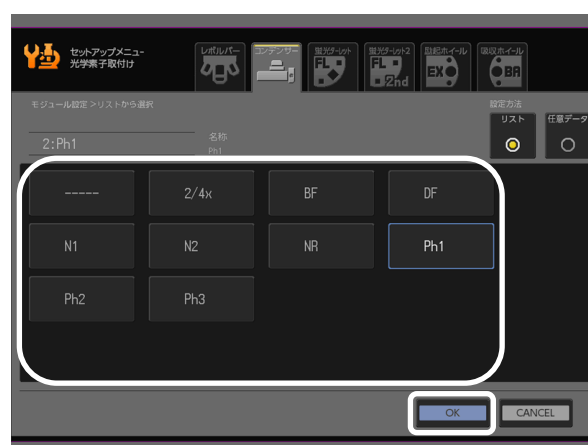 セットアップメニュー
光学素子取付け
レボルバー
コンデンサー
蛍光ターレット
蛍光ターレット2
励起ホイール
吸収ホイール
FL
FL
2nd
EX
BA
モジュール設定 > リストから選択
設定方法
リスト
任意データ
2:Ph1
名称
Ph1
-----
2/4x
BF
DF
N1
N2
NR
Ph1
Ph2
Ph3
OK
CANCEL